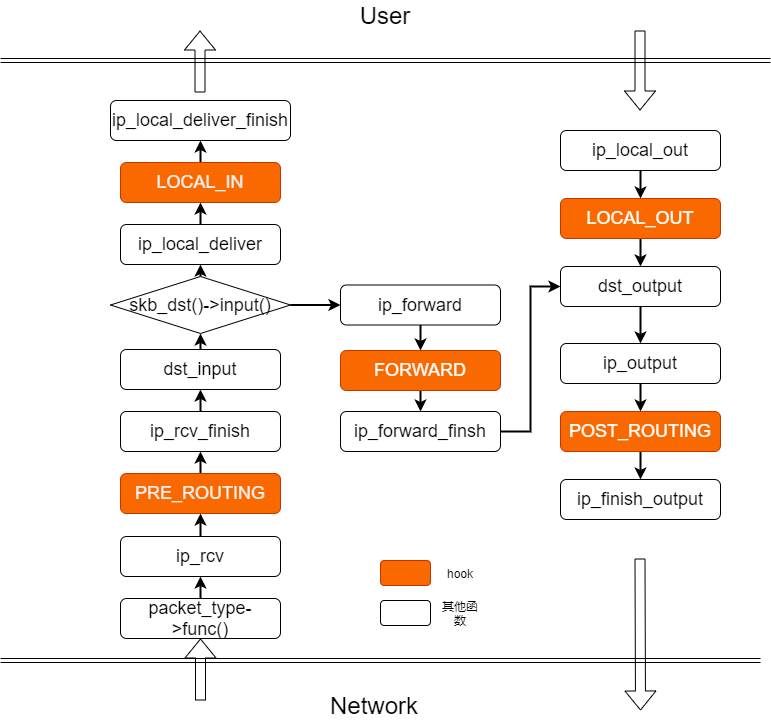 User
ip_local_deliver_finish
LOCAL_IN
ip_local_deliver
skb_dst()->input()
dst_input
ip_rcv_finish
PRE_ROUTING
ip_rcv
packet_type-
>func()
ip_forward
FORWARD
ip_forward_finsh
ip_local_out
LOCAL_OUT
dst_output
ip_output
POST_ROUTING
ip_finish_output
hook
其他函
数
Network